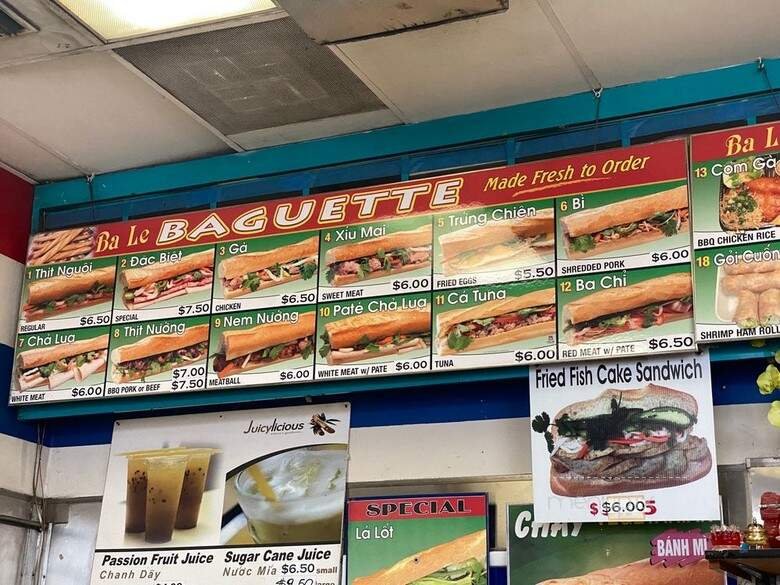 Ba Le BAGUETTE Made Fresh to Order
1 Thịt Nguội
REGULAR $6.50
2 Đặc Biệt
SPECIAL $7.50
3 Gà
CHICKEN $6.50
4 Xíu Mại
SWEET MEAT $6.00
5 Trứng Chiên
FRIED EGGS $5.50
6 Bì
SHREDDED PORK $6.00
7 Chả Lụa
WHITE MEAT $6.00
8 Thịt Nướng
$7.00
BBQ PORK or BEEF $7.50
9 Nem Nướng
MEATBALL $6.00
10 Paté Chả Lụa
WHITE MEAT W/ PATE $6.50
11 Cá Tuna
TUNA $6.00
12 Ba Chỉ
RED MEAT W/ PATE $6.50
Ba L
13 Cơm Gà
BBQ CHICKEN RICE
18 Gỏi Cuốn
SHRIMP HAM ROLL
Juicylicious
Passion Fruit Juice
Chanh Dây
Sugar Cane Juice
Nước Mía $6.50 small
SPECIAL
Lá Lốt
Fried Fish Cake Sandwich
CHAY
BÁNH MÌ